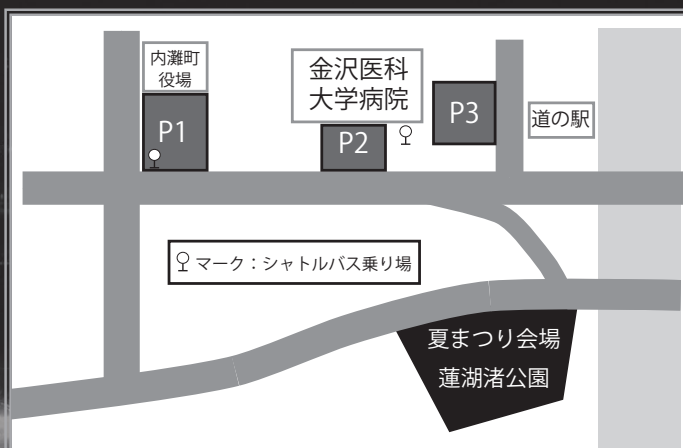 内灘町
役場
P1
金沢医科
大学病院
P2
P3
道の駅
マーク：シャトルバス乗り場
夏まつり会場
蓮湖渚公園